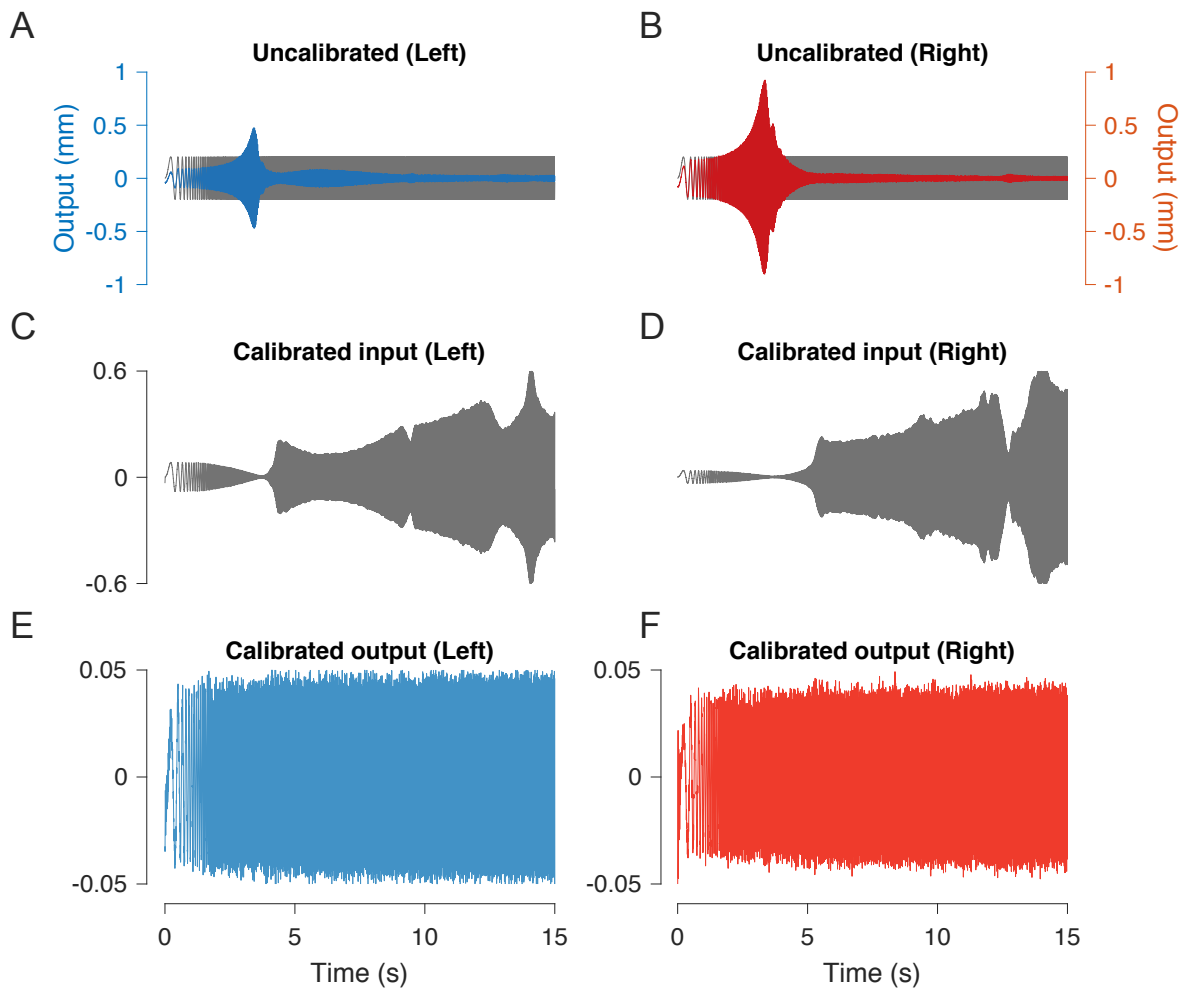 A
B
Uncalibrated (Left)
Uncalibrated (Right)
1
0.5
0
-0.5
-1
Output (mm)
1
0.5
0
-0.5
-1
Output (mm)
C
D
Calibrated input (Left)
Calibrated input (Right)
0.6
0
-0.6
E
F
Calibrated output (Left)
Calibrated output (Right)
0.05
0
-0.05
0.05
0
-0.05
0 5 10 15
0 5 10 15
Time (s)
Time (s)